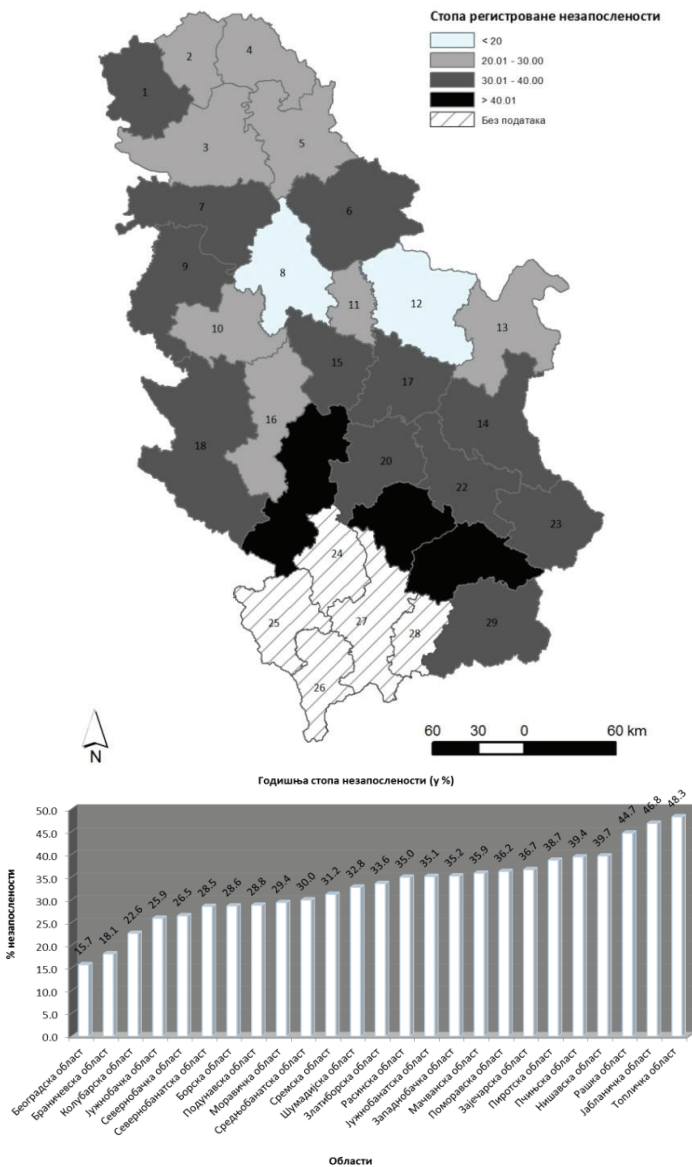 Стопа регистроване незапослености
< 20
20.01 - 30.00
30.01 - 40.00
> 40.01
Без података
1
2
4
3
5
7
6
9
8
12
11
10
13
15
17
14
16
18
20
22
23
24
25
27
28
29
26
N
60 30 0 60 km
Годишња стопа незапослености (у %)
% незапослености
50.0
45.0
40.0
35.0
30.0
25.0
20.0
15.0
10.0
5.0
0.0
15.7
18.1
22.6
25.9
26.5
28.5
28.6
28.8
29.4
30.0
31.2
32.8
33.6
35.0
35.1
35.2
35.9
36.2
36.7
38.7
39.4
39.7
44.7
46.8
48.3
Београдска област
Браничевска област
Колубарска област
Јужнобачка област
Севернобачка област
Севернобанатска област
Борска област
Подунавска област
Моравичка област
Средњобанатска област
Сремска област
Шумадијска област
Златиборска област
Расинска област
Јужнобанатска област
Западнобачка област
Мачванска област
Поморавска област
Зајечарска област
Пиротска област
Пчињска област
Нишавска област
Рашка област
Јабланичка област
Топличка област
Области